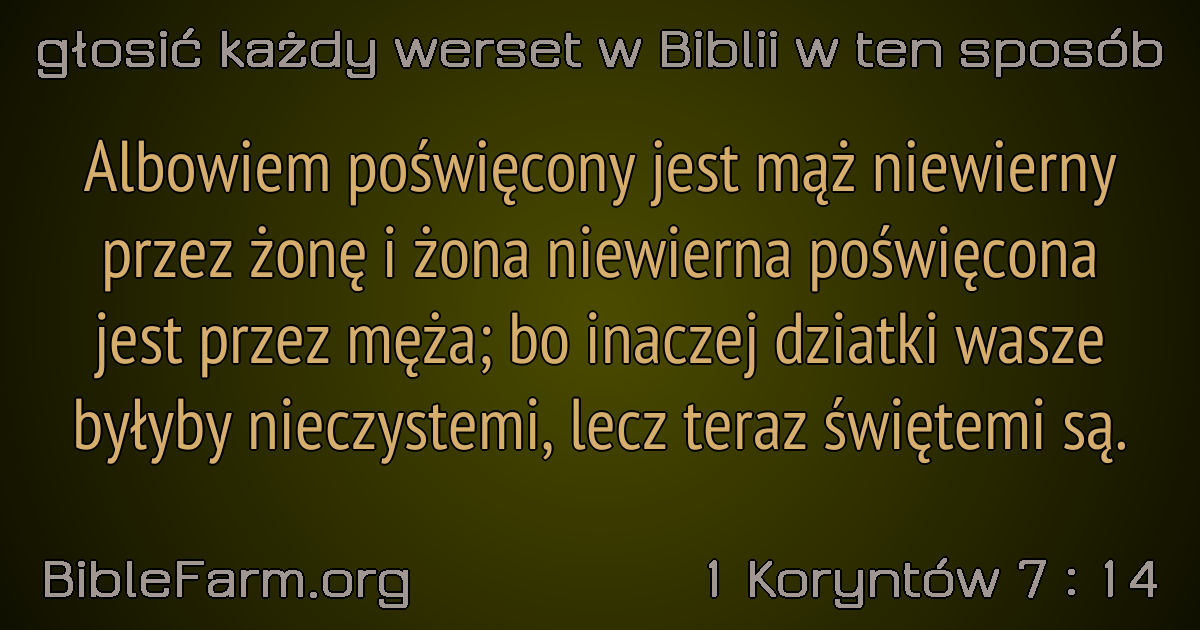 głosić każdy werset w Biblii w ten sposób
Albowiem poświęcony jest mąż niewierny
przez żonę i żona niewierna poświęcona
jest przez męża; bo inaczej dziatki wasze
byłyby nieczystemi, lecz teraz świętemi są.
BibleFarm.org
1 Koryntów 7 : 14